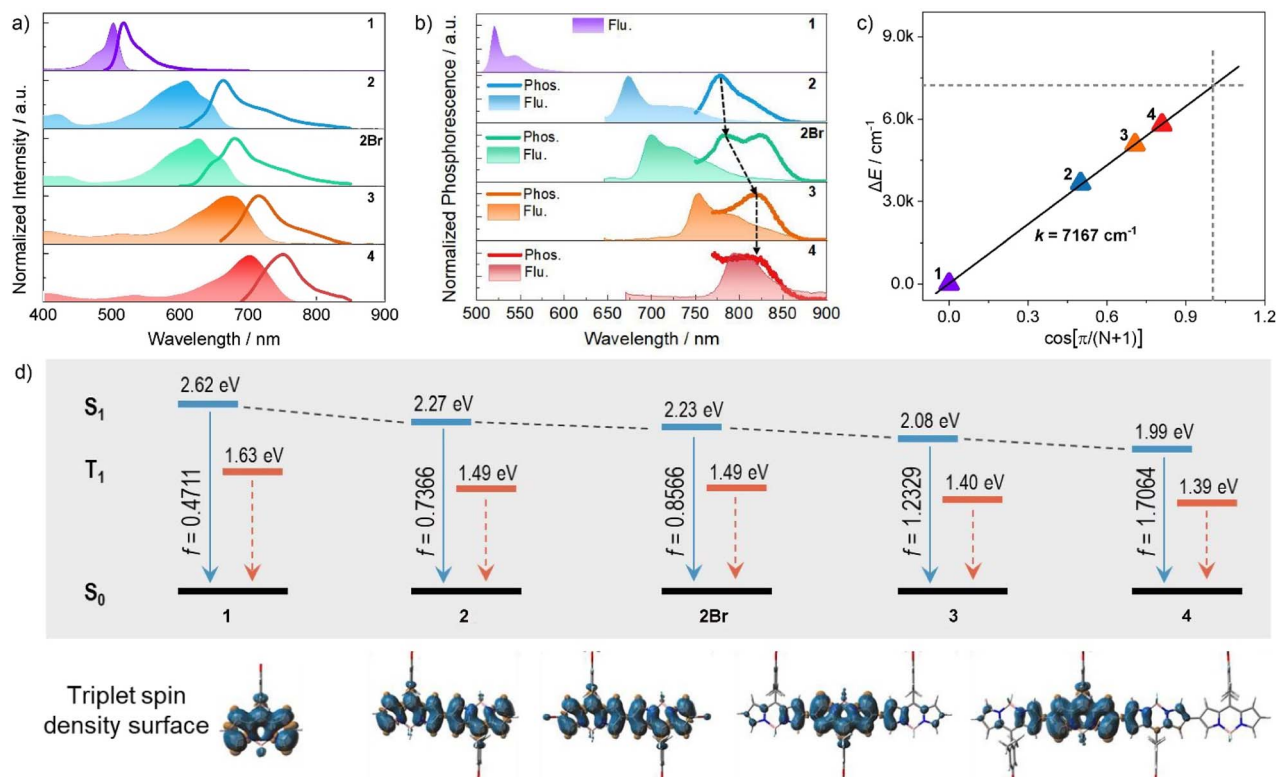 a)
Normalized Intensity / a.u.
1
2
2Br
3
4
400 500 600 700 800 900
Wavelength / nm
b)
Normalized Phosphorescence / a.u.
Flu.
1
Phos.
Flu.
2
Phos.
Flu.
2Br
Phos.
Flu.
3
Phos.
Flu.
4
500 550 600 650 700 750 800 850 900
Wavelength / nm
c)
ΔE / cm⁻¹
9.0k
6.0k
3.0k
0.0
1
2
3
4
k = 7167 cm⁻¹
0.0 0.3 0.6 0.9 1.2
cos[π/(N+1)]
d)
S₁
T₁
S₀
2.62 eV
1.63 eV
f = 0.4711
1
2.27 eV
1.49 eV
f = 0.7366
2
2.23 eV
1.49 eV
f = 0.8566
2Br
2.08 eV
1.40 eV
f = 1.2329
3
1.99 eV
1.39 eV
f = 1.7064
4
Triplet spin
density surface